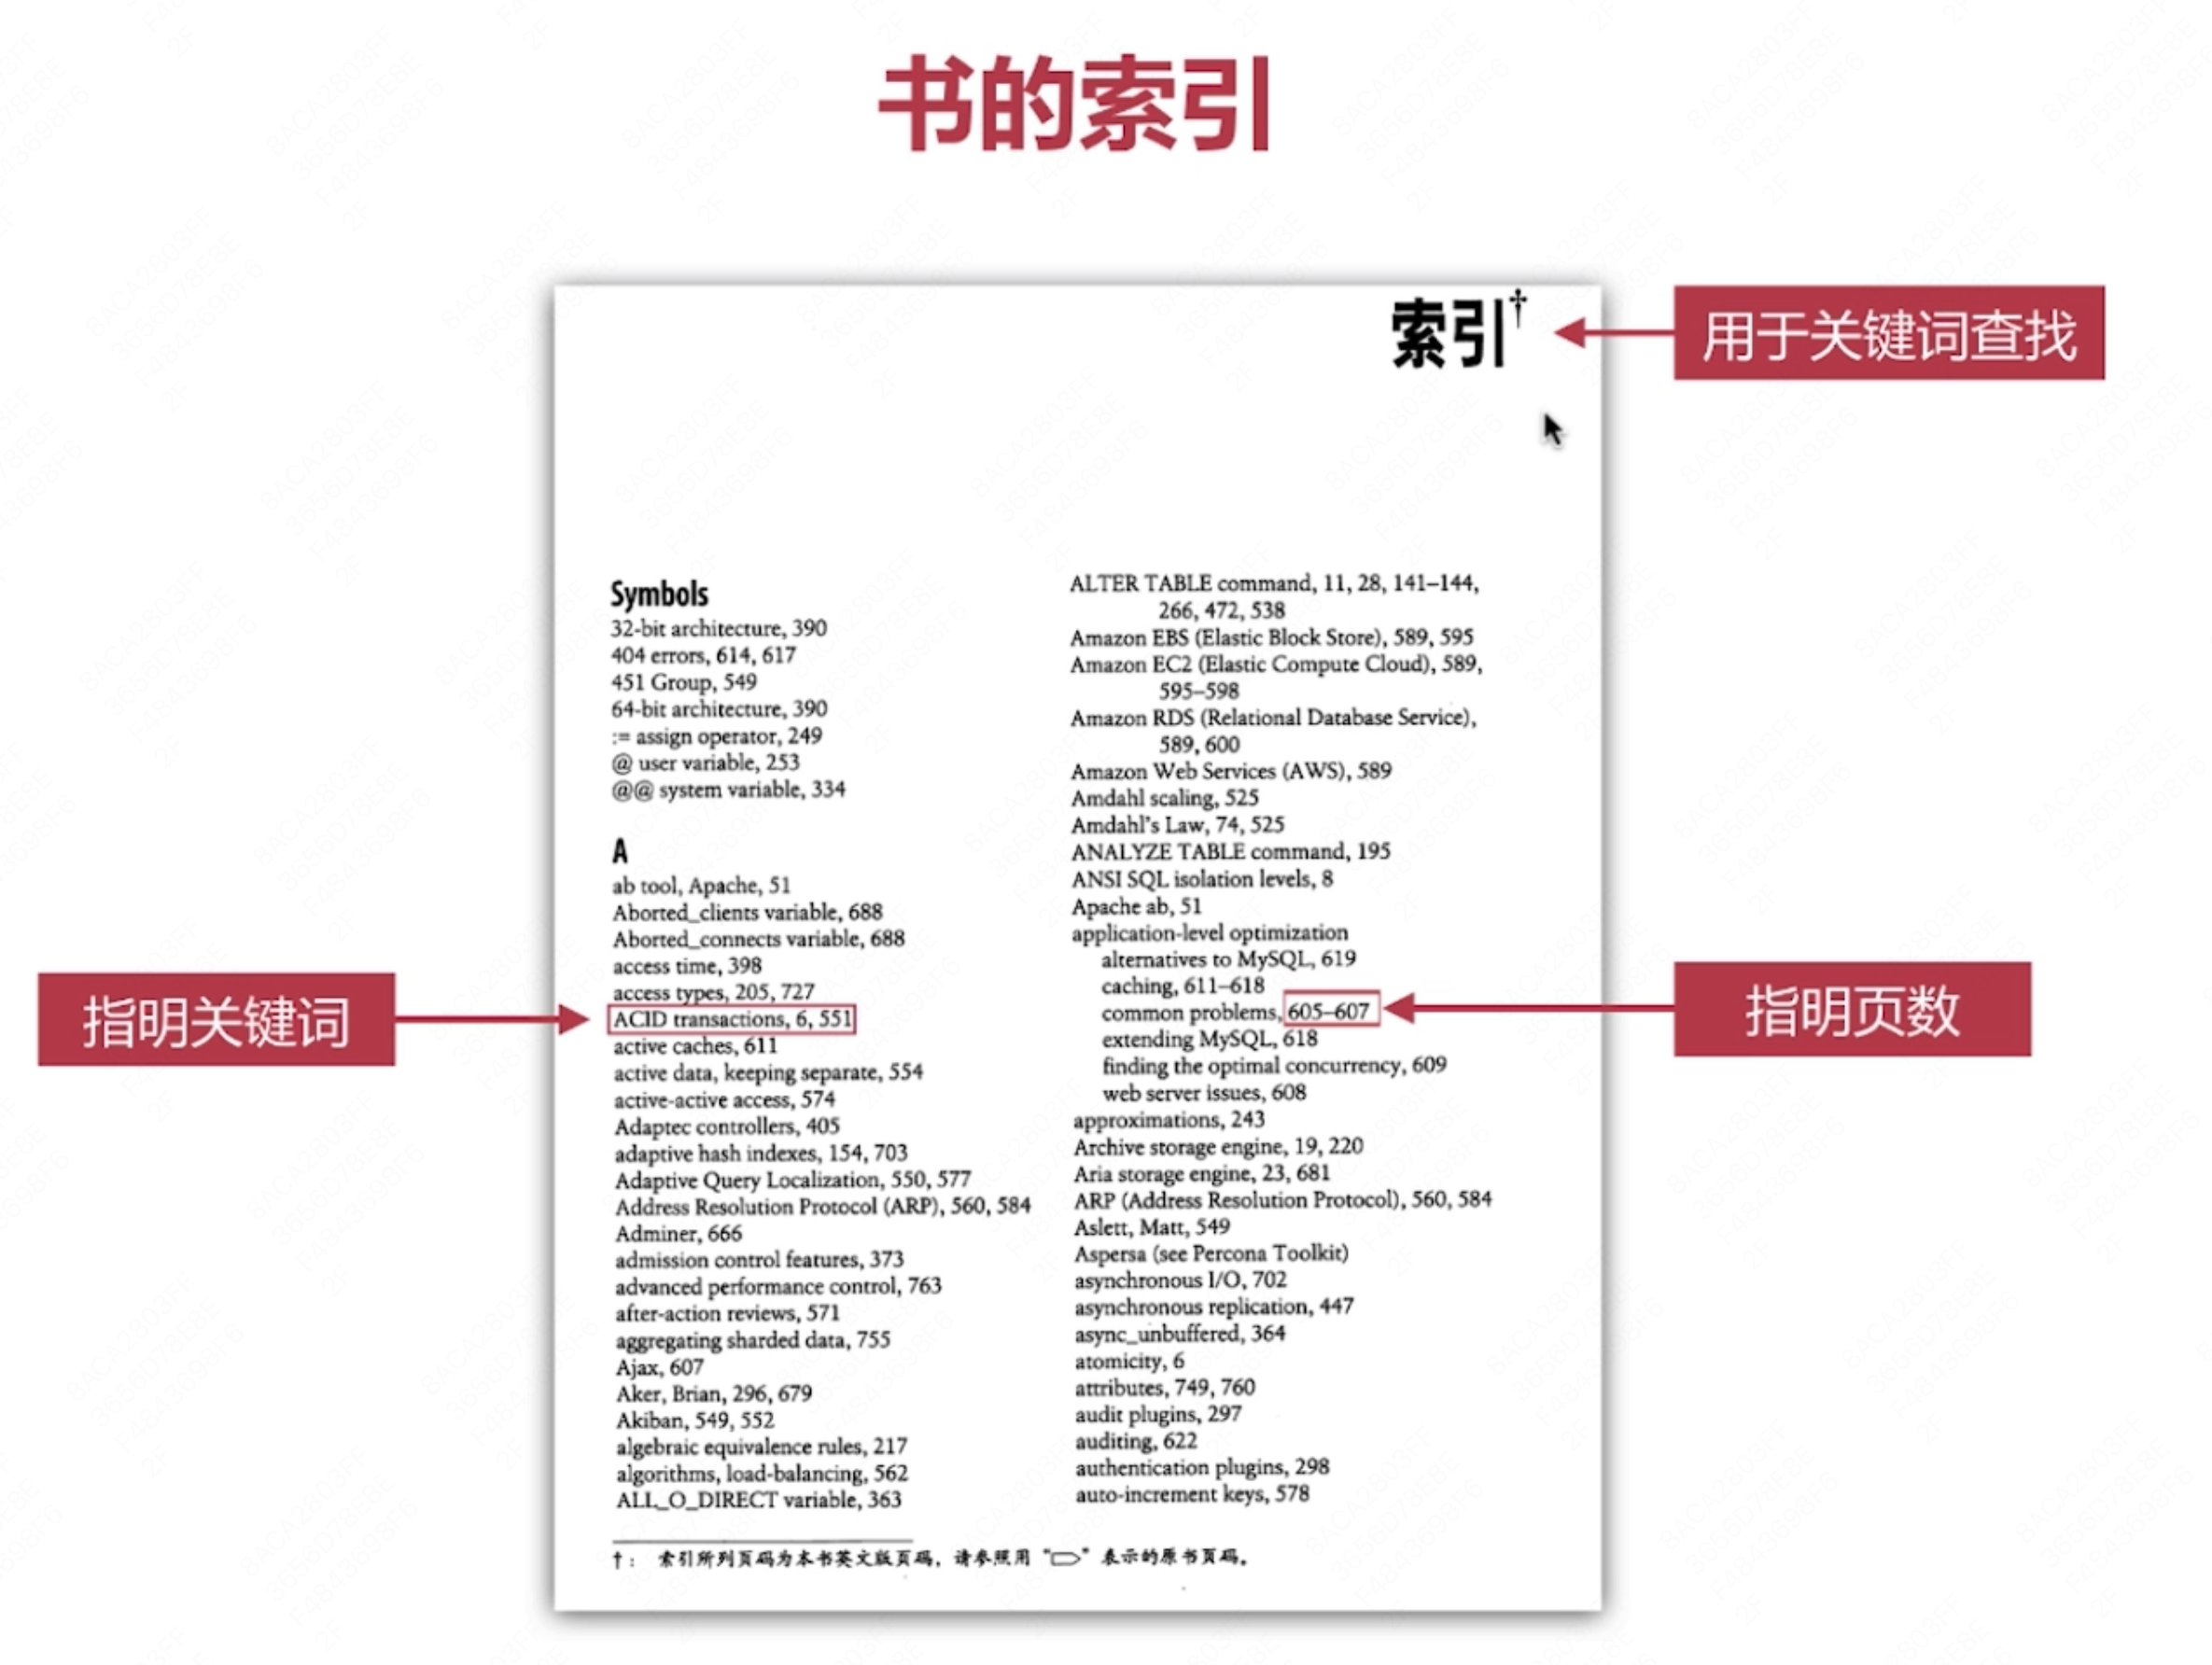 书的索引
索引†
用于关键词查找
Symbols
32-bit architecture, 390
404 errors, 614, 617
451 Group, 549
64-bit architecture, 390
:= assign operator, 249
@ user variable, 253
@@ system variable, 334
A
ab tool, Apache, 51
Aborted_clients variable, 688
Aborted_connects variable, 688
access time, 398
access types, 205, 727
指明关键词
ACID transactions, 6, 551
active caches, 611
active data, keeping separate, 554
active-active access, 574
Adaptec controllers, 405
adaptive hash indexes, 154, 703
Adaptive Query Localization, 550, 577
Address Resolution Protocol (ARP), 560, 584
Adminer, 666
admission control features, 373
advanced performance control, 763
after-action reviews, 571
aggregating sharded data, 755
Ajax, 607
Aker, Brian, 296, 679
Akiban, 549, 552
algebraic equivalence rules, 217
algorithms, load-balancing, 562
ALL_O_DIRECT variable, 363
ALTER TABLE command, 11, 28, 141–144,
266, 472, 538
Amazon EBS (Elastic Block Store), 589, 595
Amazon EC2 (Elastic Compute Cloud), 589,
595–598
Amazon RDS (Relational Database Service),
589, 600
Amazon Web Services (AWS), 589
Amdahl scaling, 525
Amdahl's Law, 74, 525
ANALYZE TABLE command, 195
ANSI SQL isolation levels, 8
Apache ab, 51
application-level optimization
alternatives to MySQL, 619
caching, 611–618
common problems, 605–607
指明页数
extending MySQL, 618
finding the optimal concurrency, 609
web server issues, 608
approximations, 243
Archive storage engine, 19, 220
Aria storage engine, 23, 681
ARP (Address Resolution Protocol), 560, 584
Aslett, Matt, 549
Aspersa (see Percona Toolkit)
asynchronous I/O, 702
asynchronous replication, 447
async_unbuffered, 364
atomicity, 6
attributes, 749, 760
audit plugins, 297
auditing, 622
authentication plugins, 298
auto-increment keys, 578
†： 索引所列页码为本书英文版页码，请参照用“”表示的原书页码。